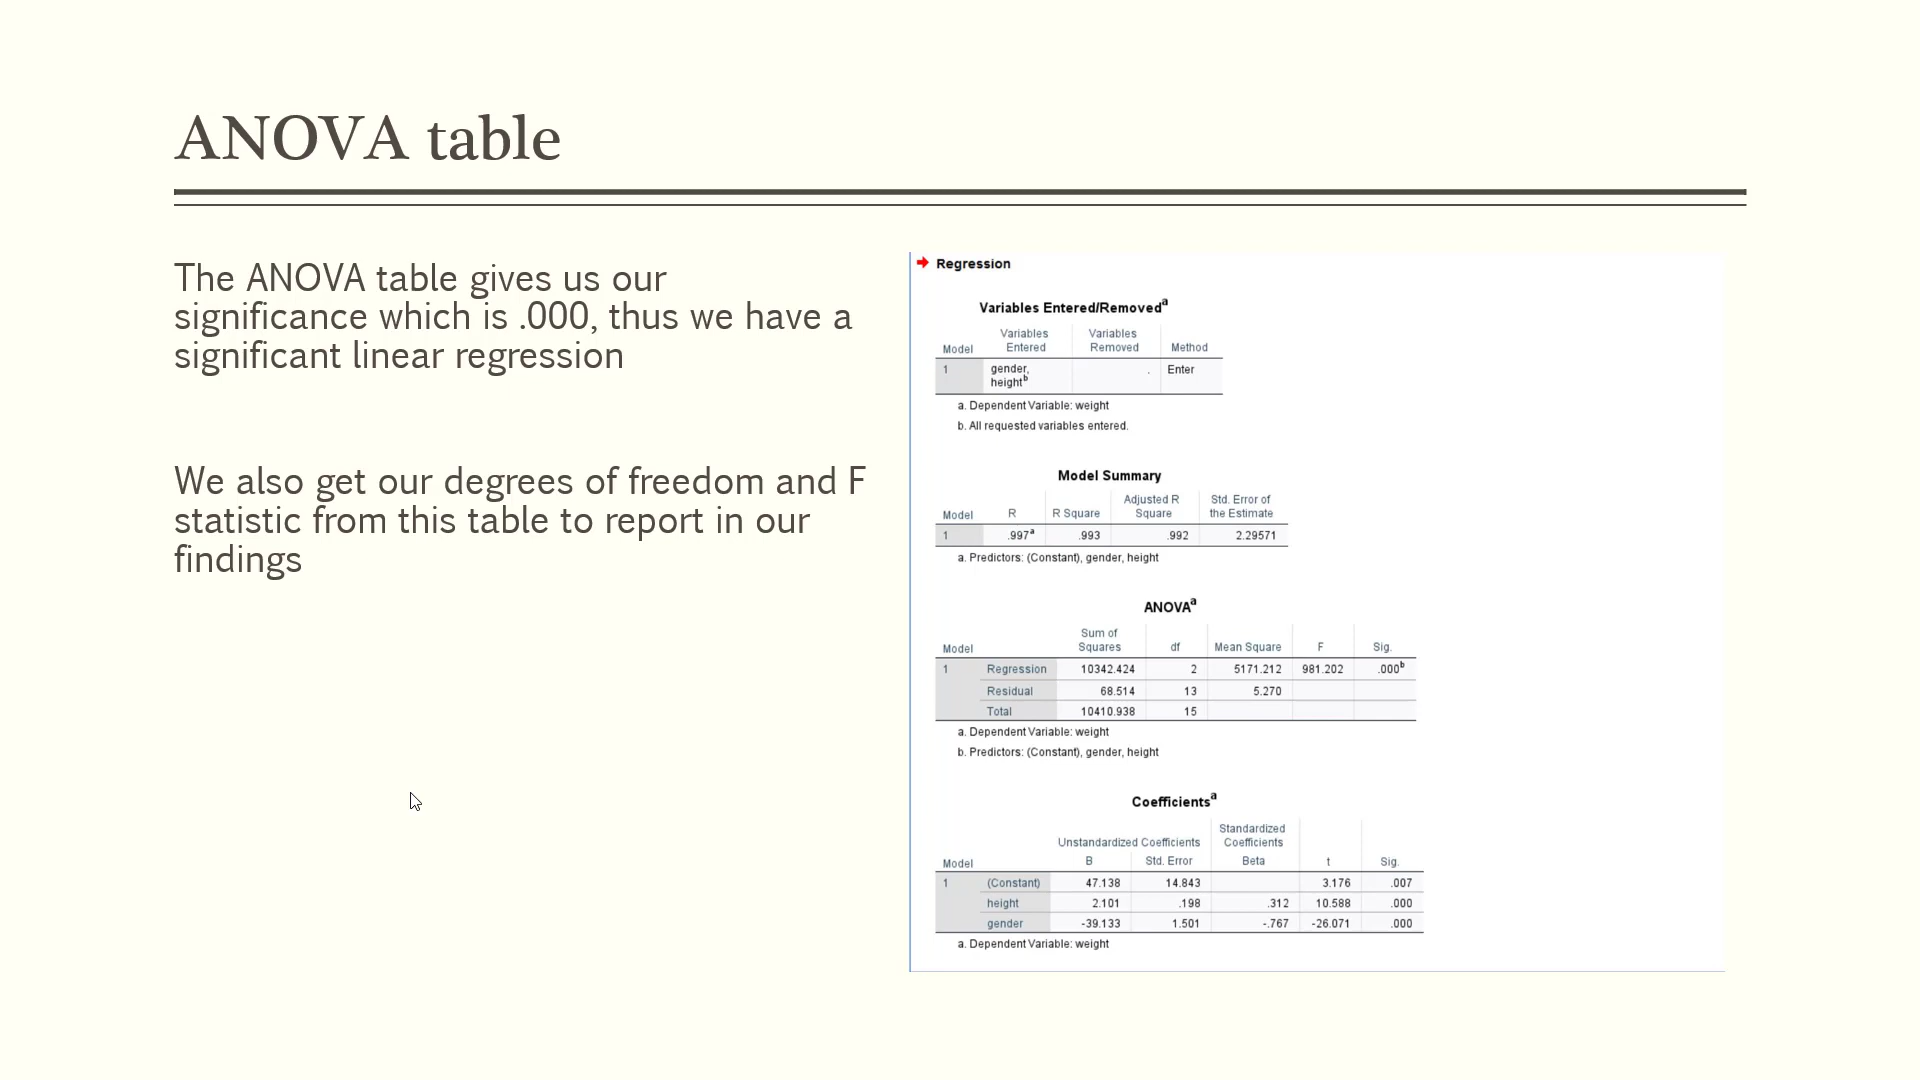 ANOVA table
The ANOVA table gives us our
significance which is .000, thus we have a
significant linear regression
We also get our degrees of freedom and F
statistic from this table to report in our
findings
Regression
Variables Entered/Removedᵃ
Model Variables Entered Variables Removed Method
1 gender, heightᵇ . Enter
a. Dependent Variable: weight
b. All requested variables entered.
Model Summary
Model R R Square Adjusted R Square Std. Error of the Estimate
1 .997ᵃ .993 .992 2.29571
a. Predictors: (Constant), gender, height
ANOVAᵃ
Model Sum of Squares df Mean Square F Sig.
1 Regression 10342.424 2 5171.212 981.202 .000ᵇ
Residual 68.514 13 5.270
Total 10410.938 15
a. Dependent Variable: weight
b. Predictors: (Constant), gender, height
Coefficientsᵃ
Unstandardized Coefficients Standardized Coefficients
Model B Std. Error Beta t Sig.
1 (Constant) 47.138 14.843 3.176 .007
height 2.101 .198 .312 10.588 .000
gender -39.133 1.501 -.767 -26.071 .000
a. Dependent Variable: weight